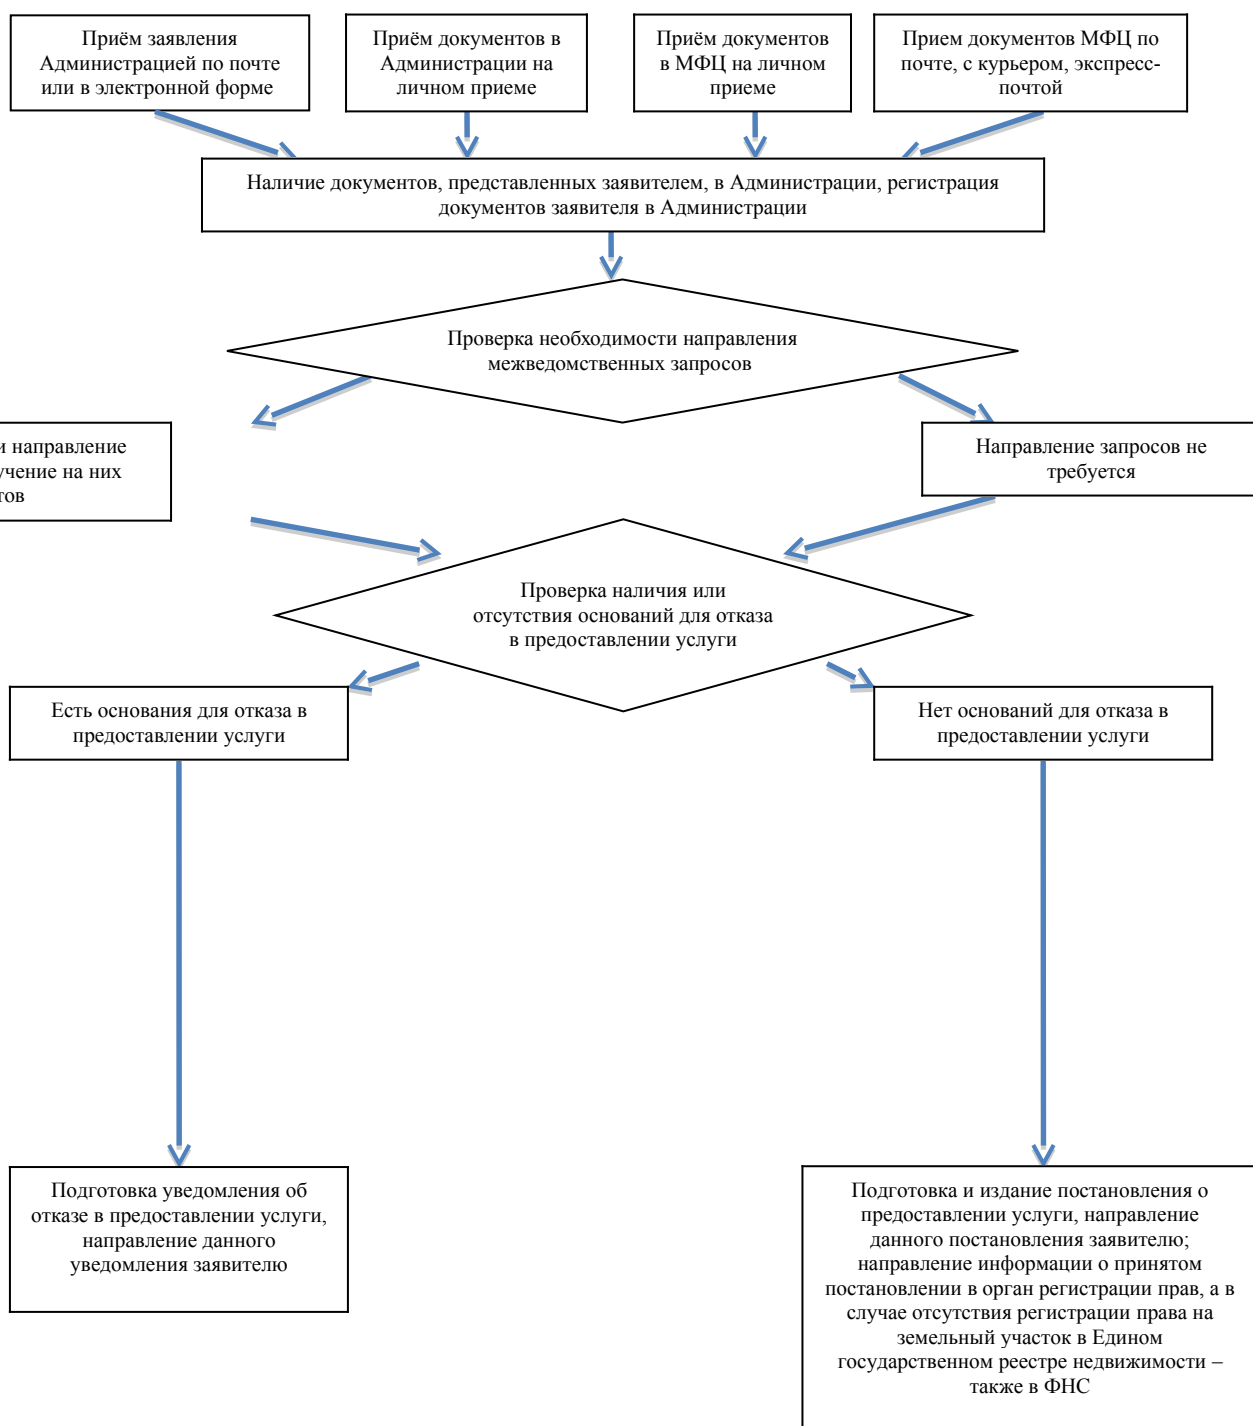 Приём заявления
Администрацией по почте
или в электронной форме
Приём документов в
Администрации на
личном приеме
Приём документов
в МФЦ на личном
приеме
Прием документов МФЦ по
почте, с курьером, экспресс-
почтой
Наличие документов, представленных заявителем, в Администрации, регистрация
документов заявителя в Администрации
Проверка необходимости направления
межведомственных запросов
и направление
учение на них
тов
Направление запросов не
требуется
Проверка наличия или
отсутствия оснований для отказа
в предоставлении услуги
Есть основания для отказа в
предоставлении услуги
Нет оснований для отказа в
предоставлении услуги
Подготовка уведомления об
отказе в предоставлении услуги,
направление данного
уведомления заявителю
Подготовка и издание постановления о
предоставлении услуги, направление
данного постановления заявителю;
направление информации о принятом
постановлении в орган регистрации прав, а в
случае отсутствия регистрации права на
земельный участок в Едином
государственном реестре недвижимости –
также в ФНС